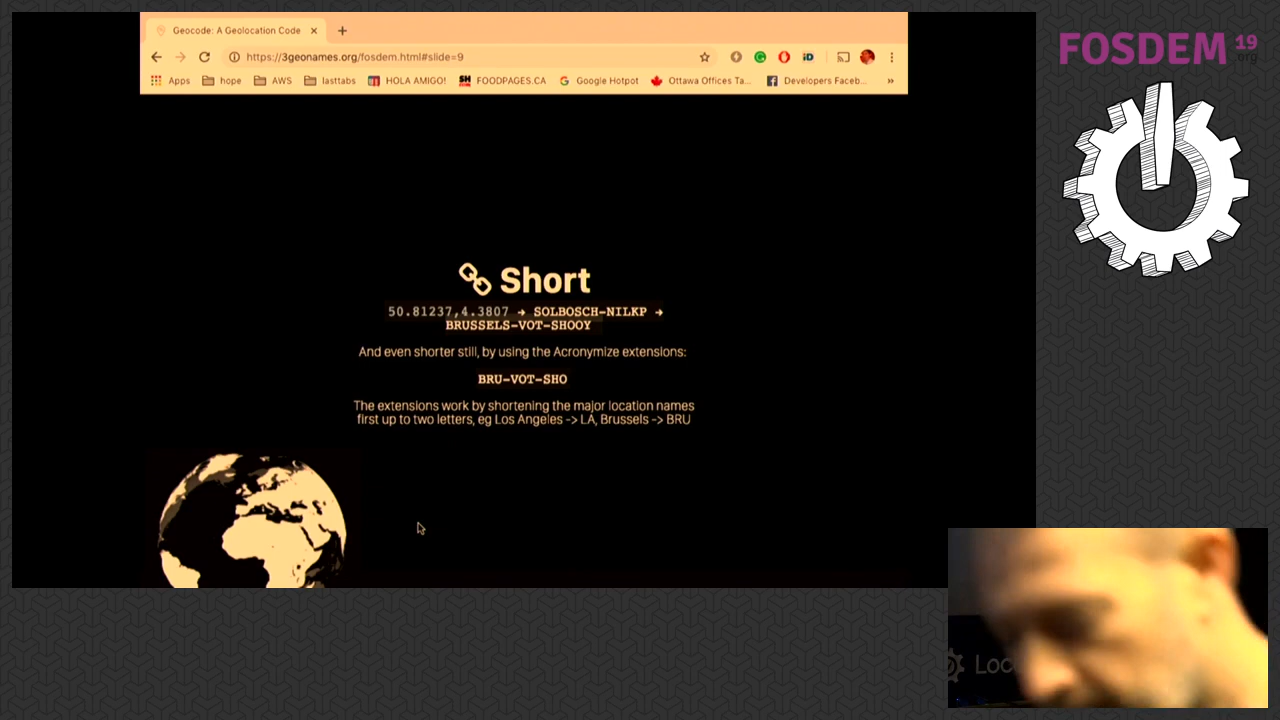 Geocode: A Geolocation Code
https://3geonames.org/fosdem.html#slide=9
Apps hope AWS lasttabs HOLA AMIGO! SH FOODPAGES.CA Google Hotpot Ottawa Offices Ta... Developers Faceb... »
FOSDEM 19
.org
Short
50.81237,4.3807 → SOLBOSCH-NILKP →
BRUSSELS-VOT-SHOOY
And even shorter still, by using the Acronymize extensions:
BRU-VOT-SHO
The extensions work by shortening the major location names
first up to two letters, eg Los Angeles -> LA, Brussels -> BRU